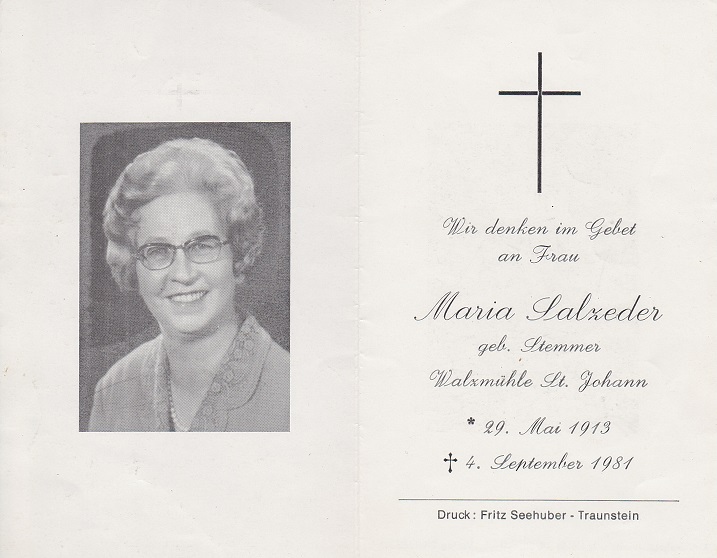 Wir denken im Gebet
an Frau
Maria Salzeder
geb. Stemmer
Walzmühle St. Johann
* 29. Mai 1913
✝ 4. September 1981
Druck: Fritz Seehuber - Traunstein